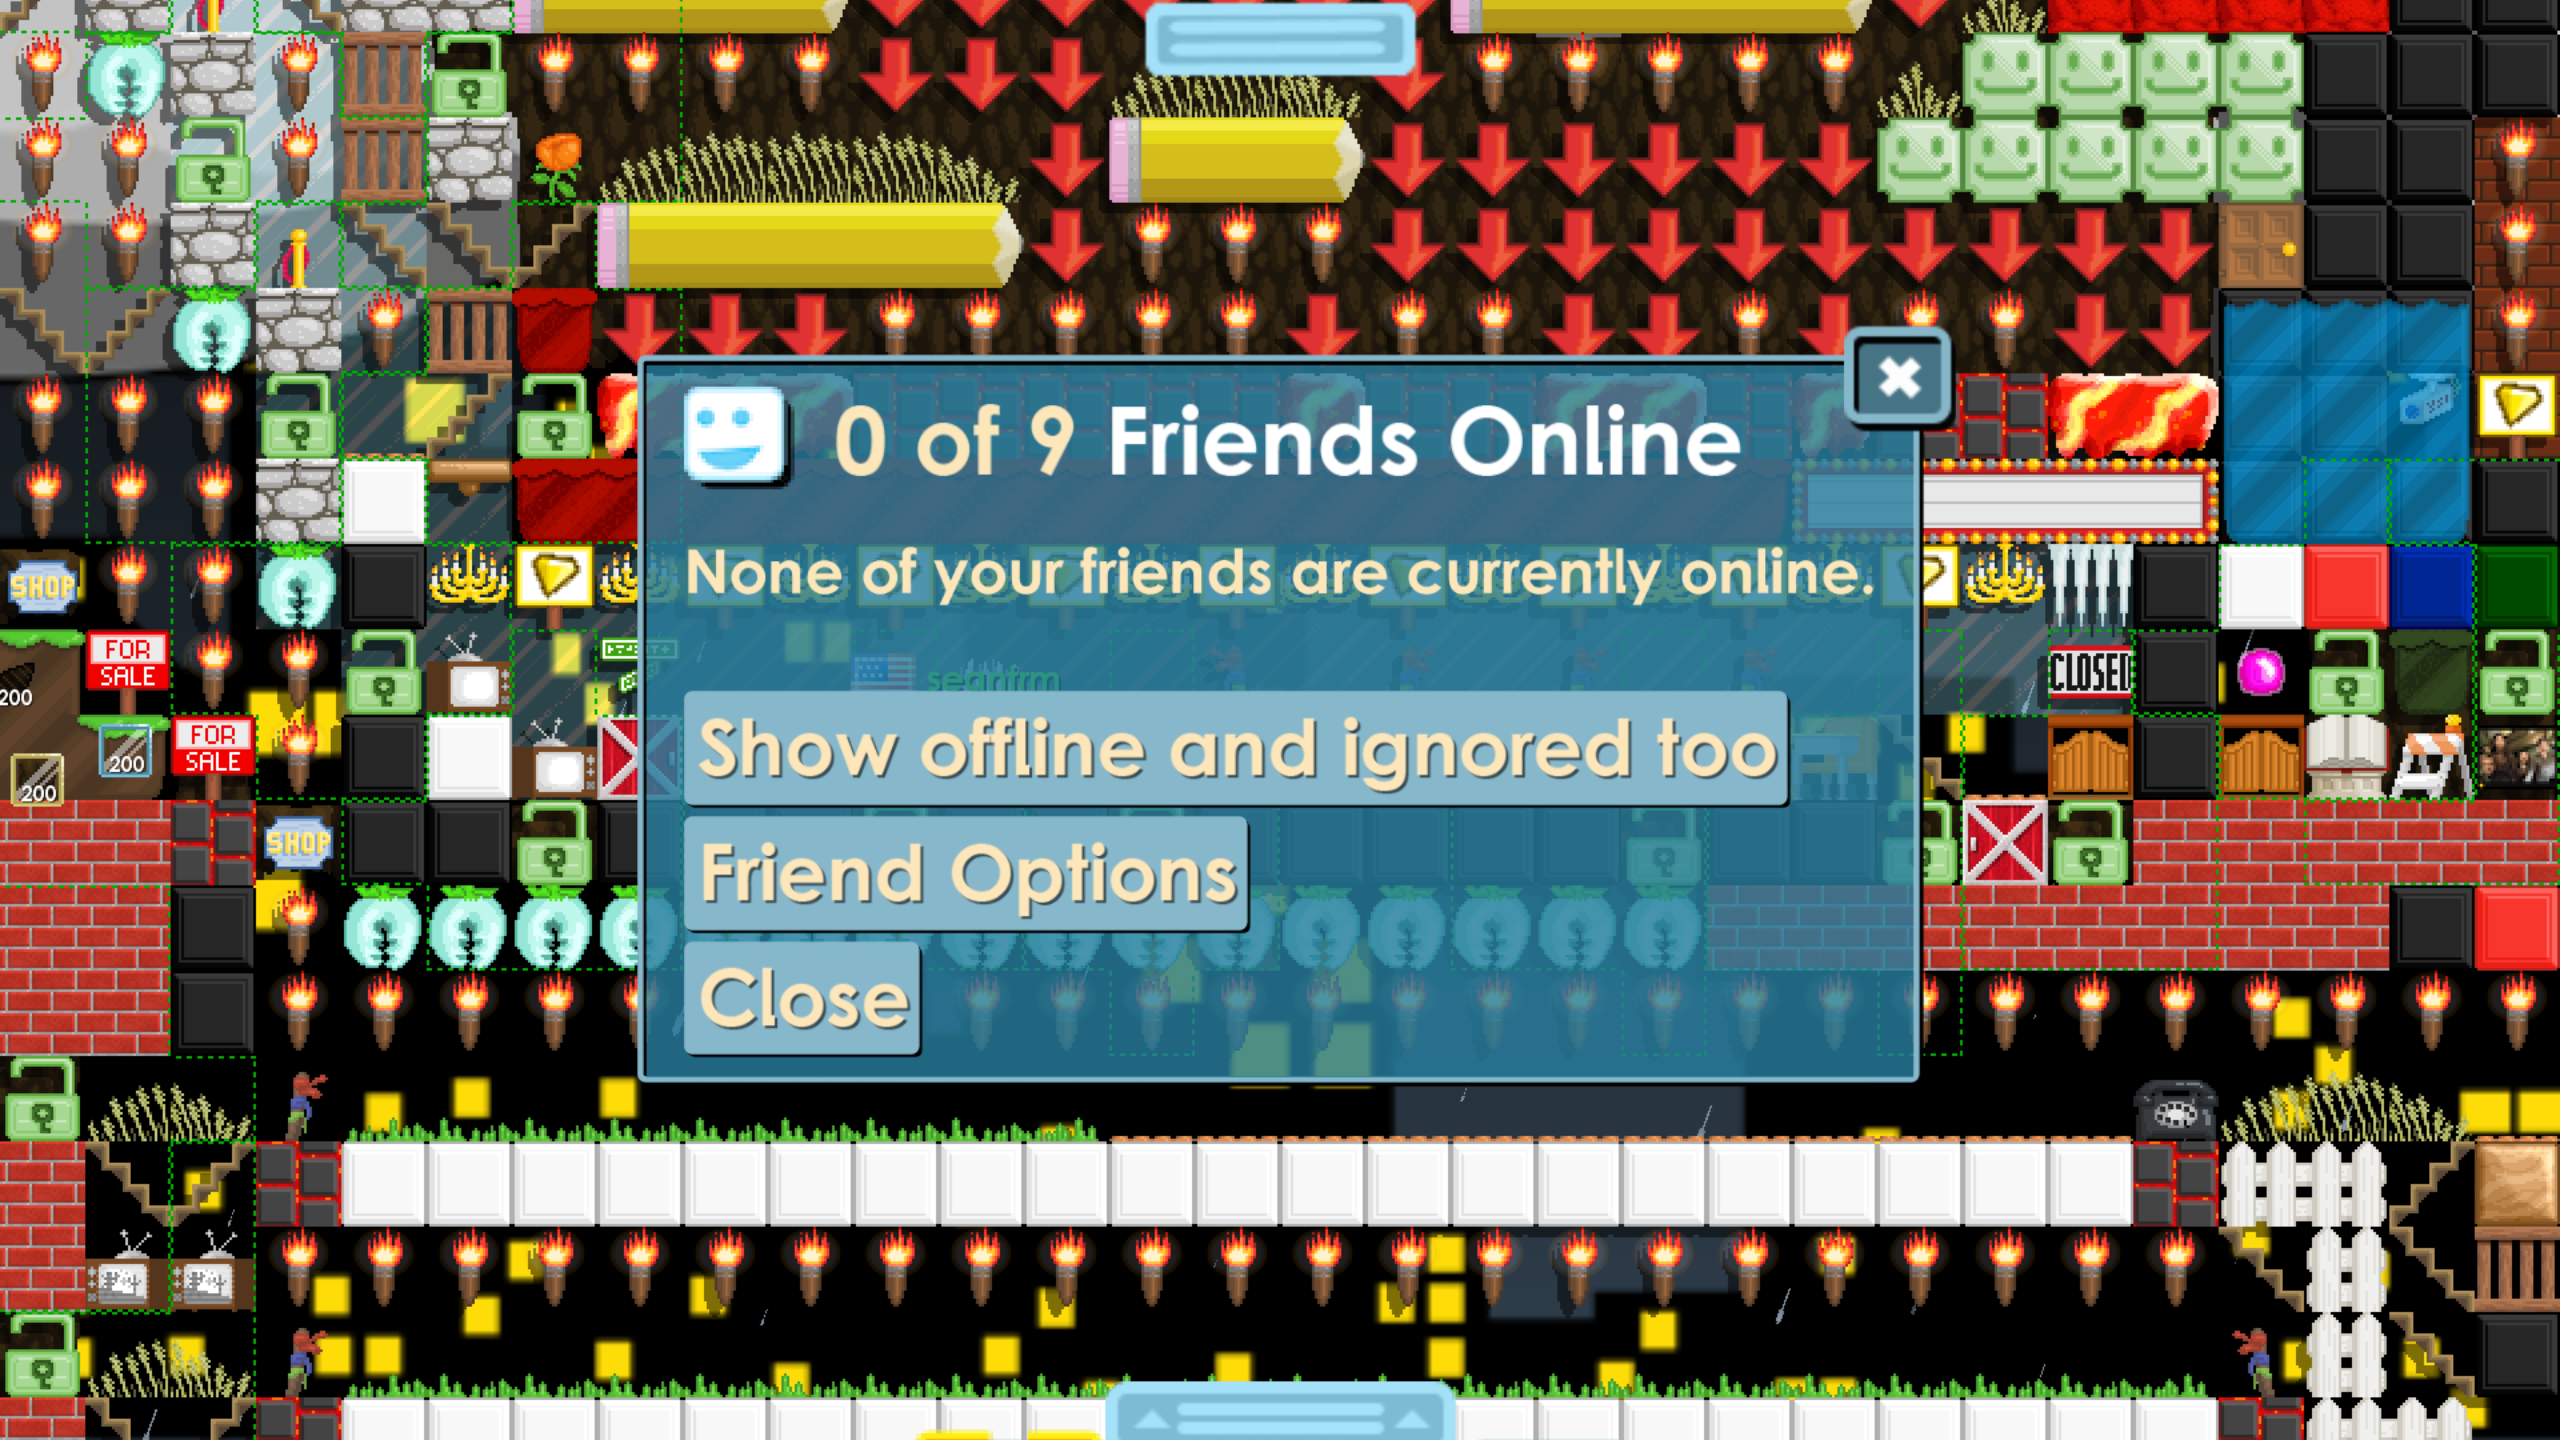 0 of 9 Friends Online
None of your friends are currently online.
SHOP
FOR
SALE
seanfrm
CLOSED
200
Show offline and ignored too
FOR
SALE
200
200
SHOP
Friend Options
Close